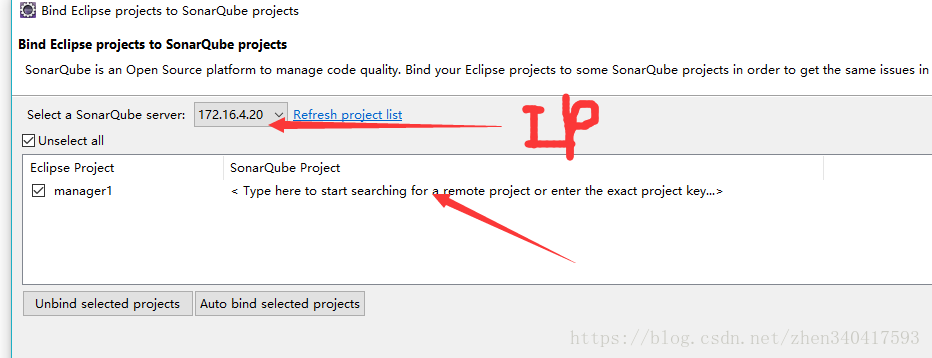 Bind Eclipse projects to SonarQube projects
Bind Eclipse projects to SonarQube projects
SonarQube is an Open Source platform to manage code quality. Bind your Eclipse projects to some SonarQube projects in order to get the same issues in
Select a SonarQube server: 172.16.4.20 Refresh project list
IP
Unselect all
Eclipse Project SonarQube Project
manager1 < Type here to start searching for a remote project or enter the exact project key...>
Unbind selected projects Auto bind selected projects
https://blog.csdn.net/zhen340417593